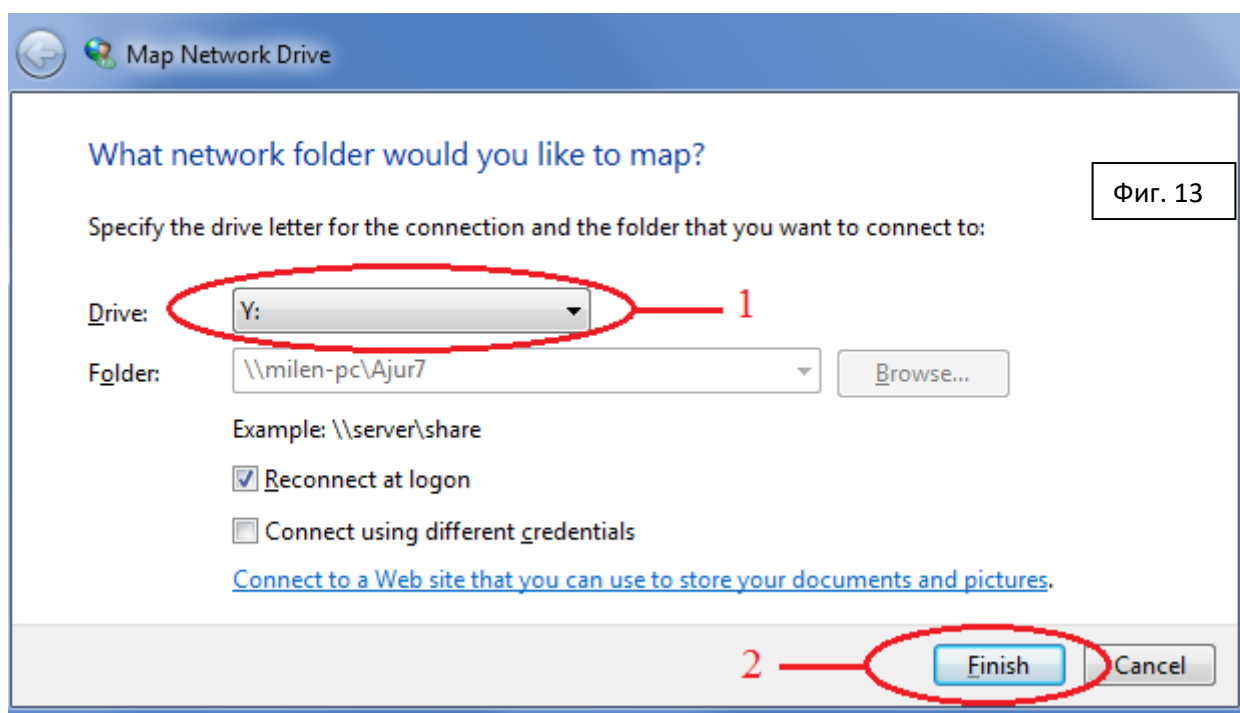 Map Network Drive
What network folder would you like to map?
Фиг. 13
Specify the drive letter for the connection and the folder that you want to connect to:
Drive: Y: 1
Folder: \\milen-pc\Ajur7 Browse...
Example: \\server\share
Reconnect at logon
Connect using different credentials
Connect to a Web site that you can use to store your documents and pictures.
2 Finish Cancel